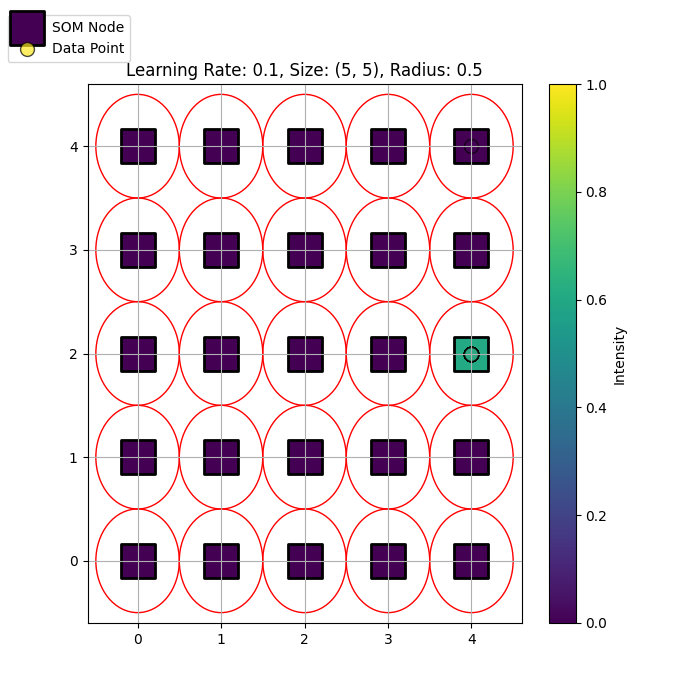 SOM Node
Data Point
Learning Rate: 0.1, Size: (5, 5), Radius: 0.5
4
3
2
1
0
0 1 2 3 4
1.0
0.8
0.6
0.4
0.2
0.0
Intensity